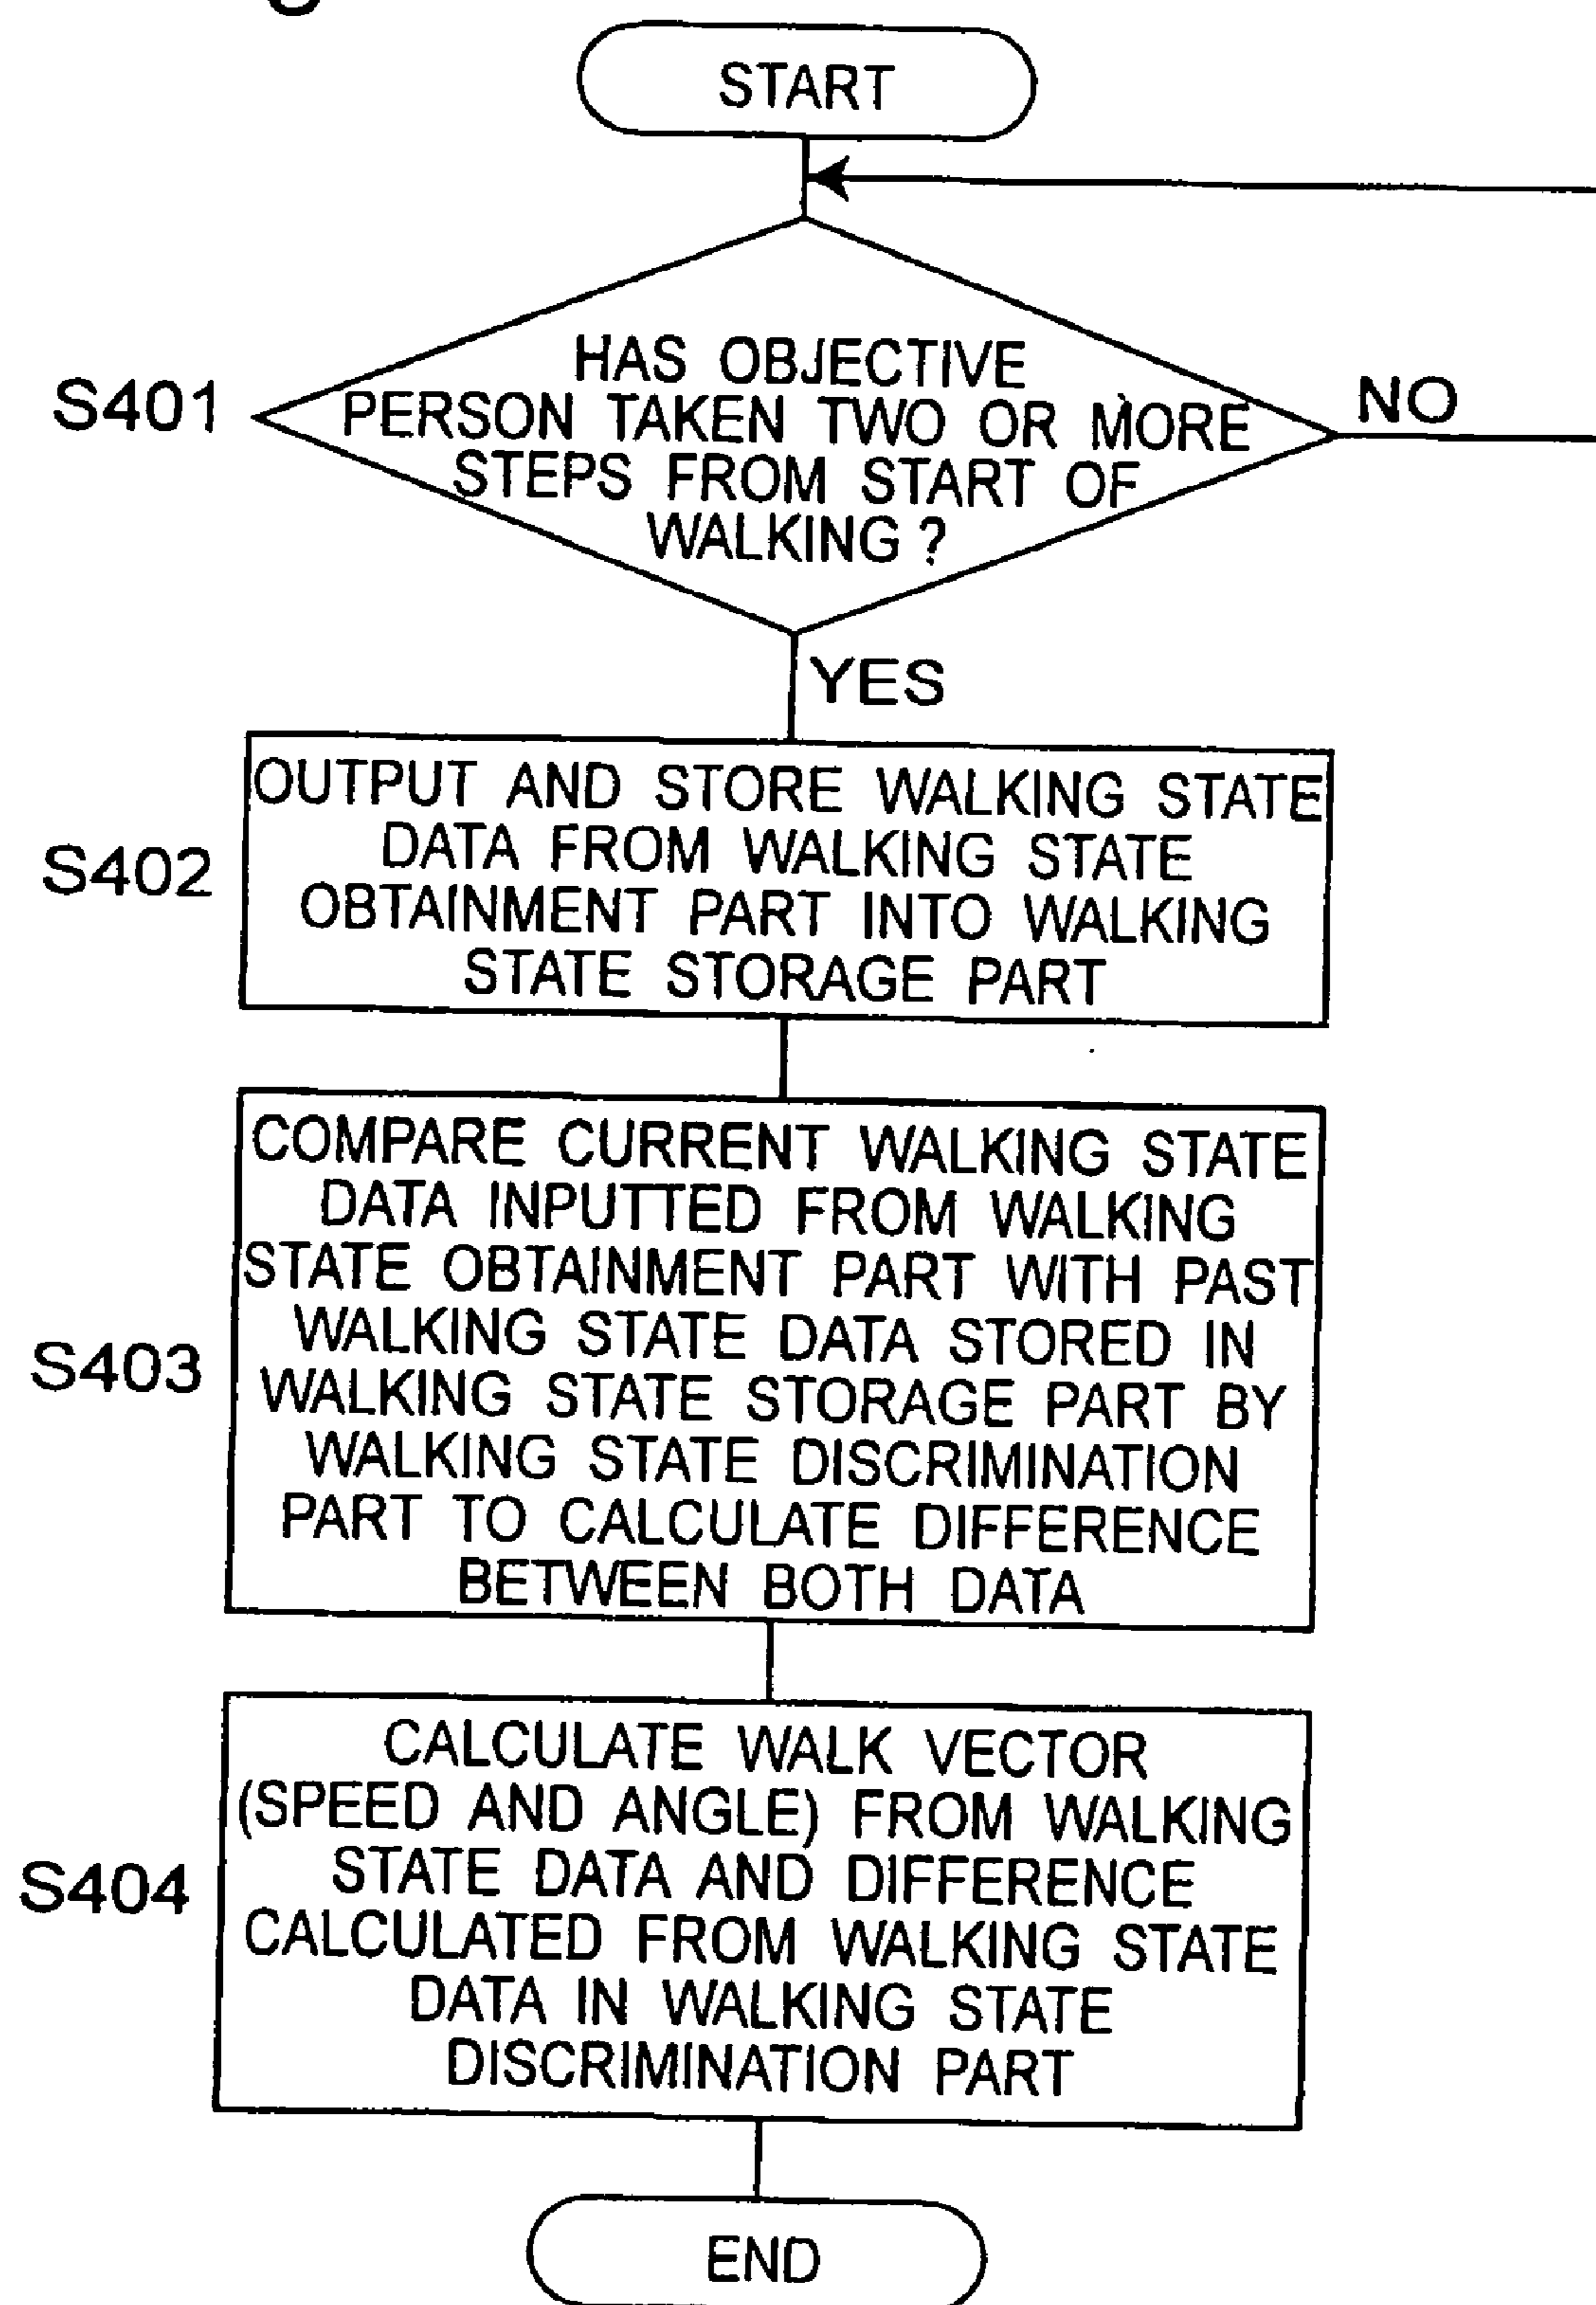 START
HAS OBJECTIVE
S401
PERSON TAKEN TWO OR MORE
NO
STEPS FROM START OF
WALKING ?
YES
OUTPUT AND STORE WALKING STATE
DATA FROM WALKING STATE
S402
OBTAINMENT PART INTO WALKING
STATE STORAGE PART
COMPARE CURRENT WALKING STATE
DATA INPUTTED FROM WALKING
STATE OBTAINMENT PART WITH PAST
WALKING STATE DATA STORED IN
S403
WALKING STATE STORAGE PART BY
WALKING STATE DISCRIMINATION
PART TO CALCULATE DIFFERENCE
BETWEEN BOTH DATA
CALCULATE WALK VECTOR
(SPEED AND ANGLE) FROM WALKING
STATE DATA AND DIFFERENCE
S404
CALCULATED FROM WALKING STATE
DATA IN WALKING STATE
DISCRIMINATION PART
END